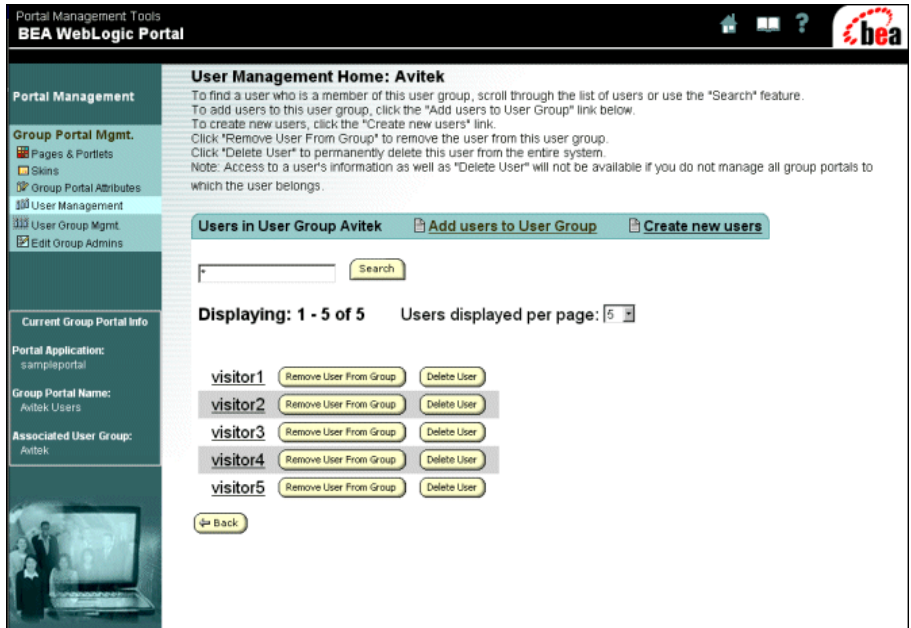 Portal Management Tools
BEA WebLogic Portal
bea
Portal Management
Group Portal Mgmt.
Pages & Portlets
Skins
Group Portal Attributes
User Management
User Group Mgmt.
Edit Group Admins
Current Group Portal Info
Portal Application:
sampleportal
Group Portal Name:
Avitek Users
Associated User Group:
Avitek
User Management Home: Avitek
To find a user who is a member of this user group, scroll through the list of users or use the "Search" feature.
To add users to this user group, click the "Add users to User Group" link below.
To create new users, click the "Create new users" link.
Click "Remove User From Group" to remove the user from this user group.
Click "Delete User" to permanently delete this user from the entire system.
Note: Access to a user's information as well as "Delete User" will not be available if you do not manage all group portals to
which the user belongs.
Users in User Group Avitek Add users to User Group Create new users
* Search
Displaying: 1 - 5 of 5 Users displayed per page: 5
visitor1 Remove User From Group Delete User
visitor2 Remove User From Group Delete User
visitor3 Remove User From Group Delete User
visitor4 Remove User From Group Delete User
visitor5 Remove User From Group Delete User
Back